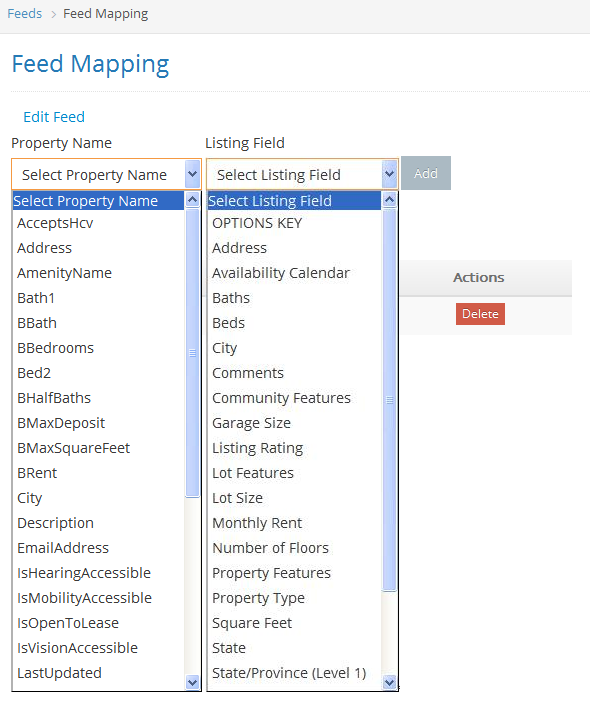 Feeds > Feed Mapping
Feed Mapping
Edit Feed
Property Name
Select Property Name
Select Property Name
AcceptsHcv
Address
AmenityName
Bath1
BBath
BBedrooms
Bed2
BHalfBaths
BMaxDeposit
BMaxSquareFeet
BRent
City
Description
EmailAddress
IsHearingAccessible
IsMobilityAccessible
IsOpenToLease
IsVisionAccessible
LastUpdated
Listing Field
Select Listing Field
Select Listing Field
OPTIONS KEY
Address
Availability Calendar
Baths
Beds
City
Comments
Community Features
Garage Size
Listing Rating
Lot Features
Lot Size
Monthly Rent
Number of Floors
Property Features
Property Type
Square Feet
State
State/Province (Level 1)
Add
Actions
Delete